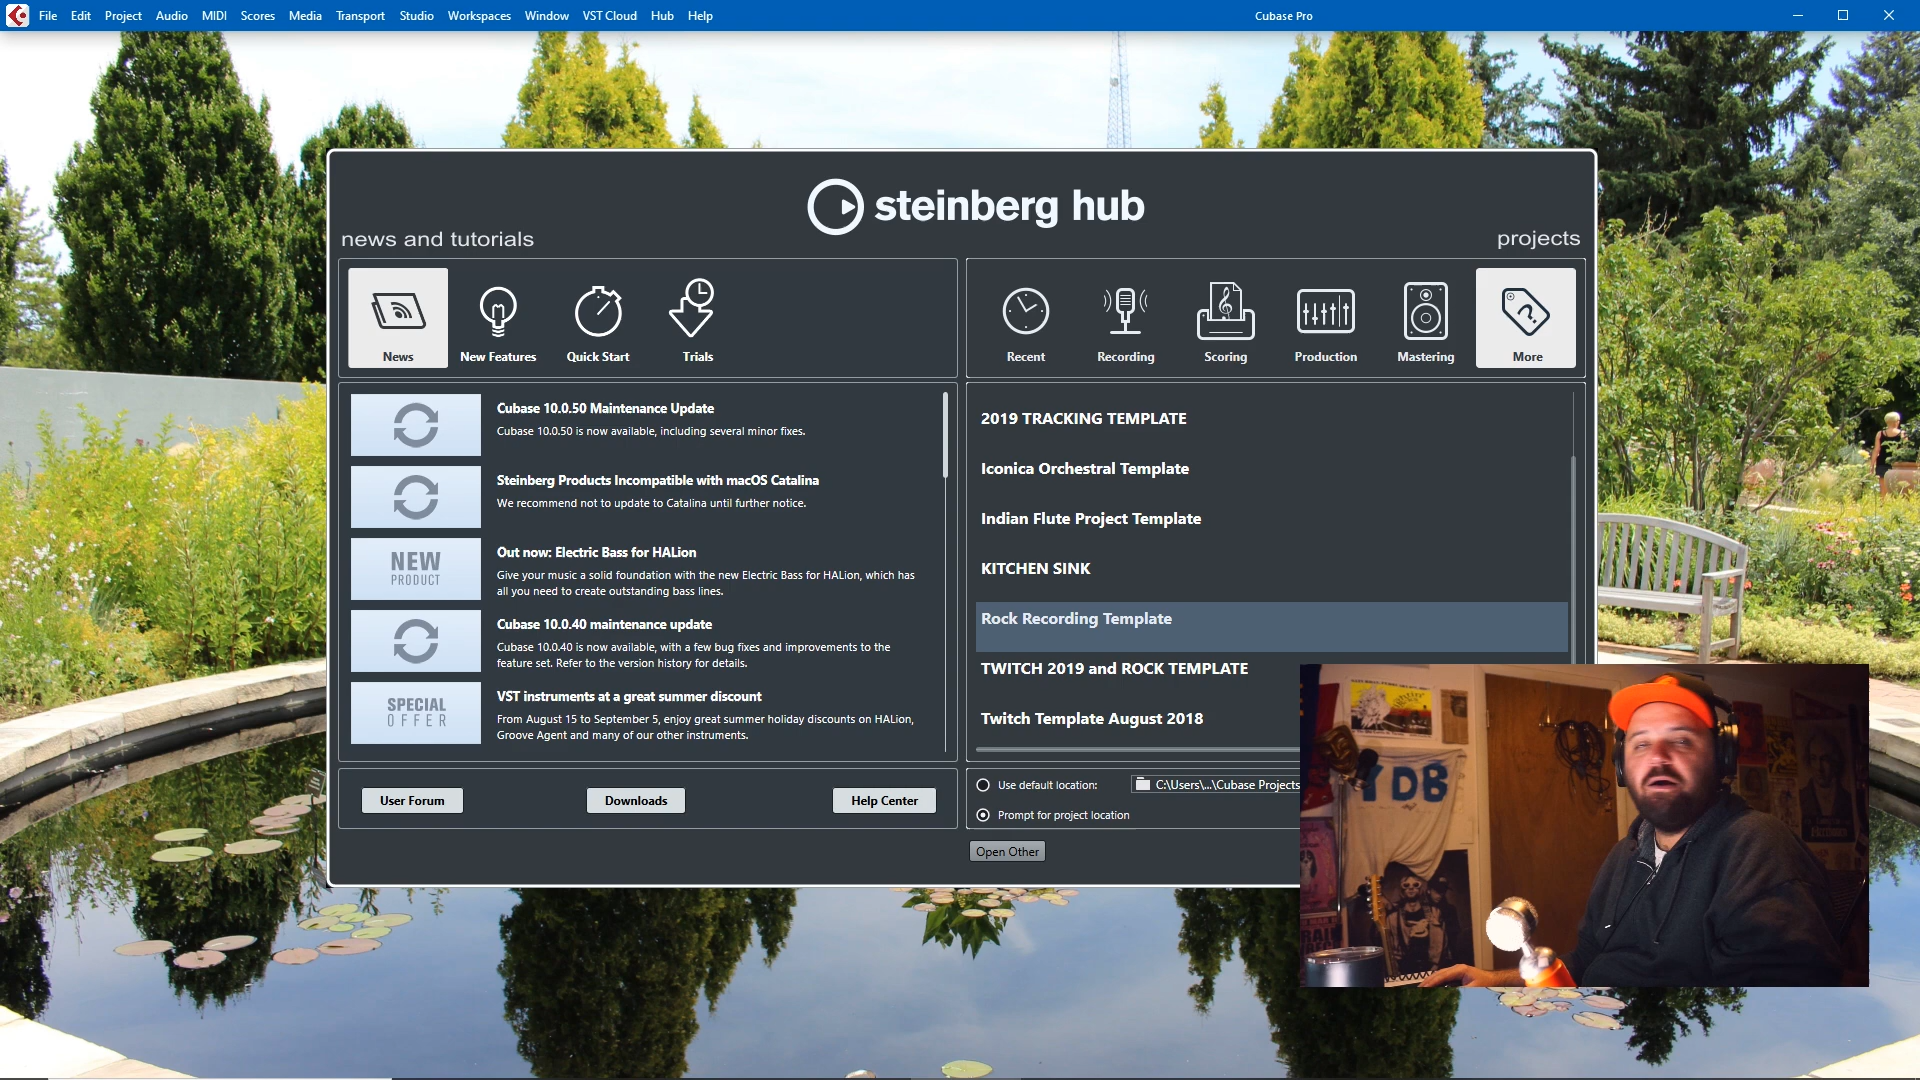 File Edit Project Audio MIDI Scores Media Transport Studio Workspaces Window VST Cloud Hub Help
Cubase Pro
steinberg hub
news and tutorials
projects
News
New Features
Quick Start
Trials
Recent
Recording
Scoring
Production
Mastering
More
Cubase 10.0.50 Maintenance Update
Cubase 10.0.50 is now available, including several minor fixes.
Steinberg Products Incompatible with macOS Catalina
We recommend not to update to Catalina until further notice.
NEW
PRODUCT
Out now: Electric Bass for HALion
Give your music a solid foundation with the new Electric Bass for HALion, which has
all you need to create outstanding bass lines.
Cubase 10.0.40 maintenance update
Cubase 10.0.40 is now available, with a few bug fixes and improvements to the
feature set. Refer to the version history for details.
SPECIAL
OFFER
VST instruments at a great summer discount
From August 15 to September 5, enjoy great summer holiday discounts on HALion,
Groove Agent and many of our other instruments.
User Forum
Downloads
Help Center
2019 TRACKING TEMPLATE
Iconica Orchestral Template
Indian Flute Project Template
KITCHEN SINK
Rock Recording Template
TWITCH 2019 and ROCK TEMPLATE
Twitch Template August 2018
Use default location:
C:\Users\...\Cubase Projects
Prompt for project location
Open Other
YDB